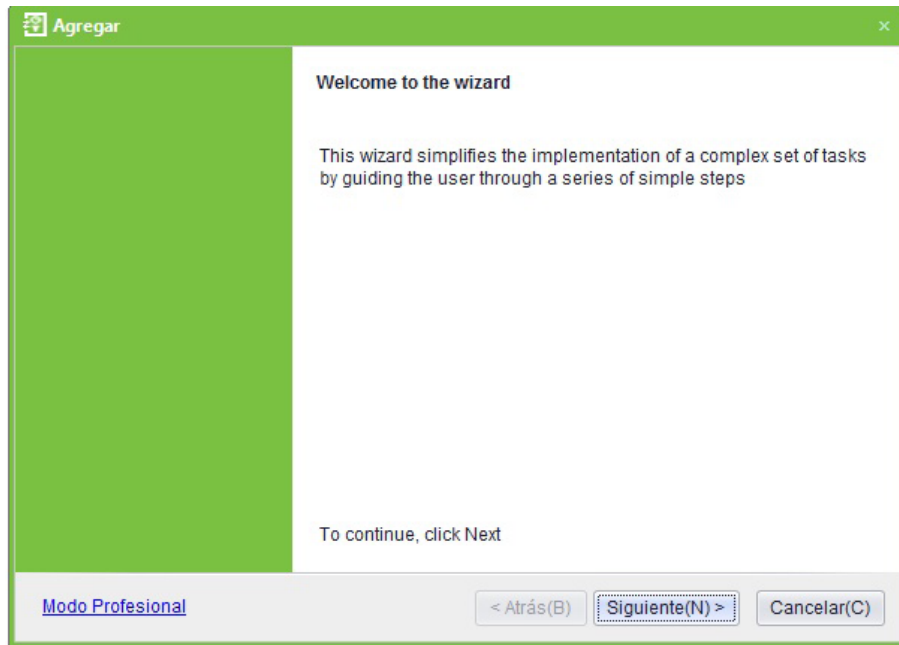 Agregar
Welcome to the wizard
This wizard simplifies the implementation of a complex set of tasks
by guiding the user through a series of simple steps
To continue, click Next
Modo Profesional
< Atrás(B)
Siguiente(N) >
Cancelar(C)